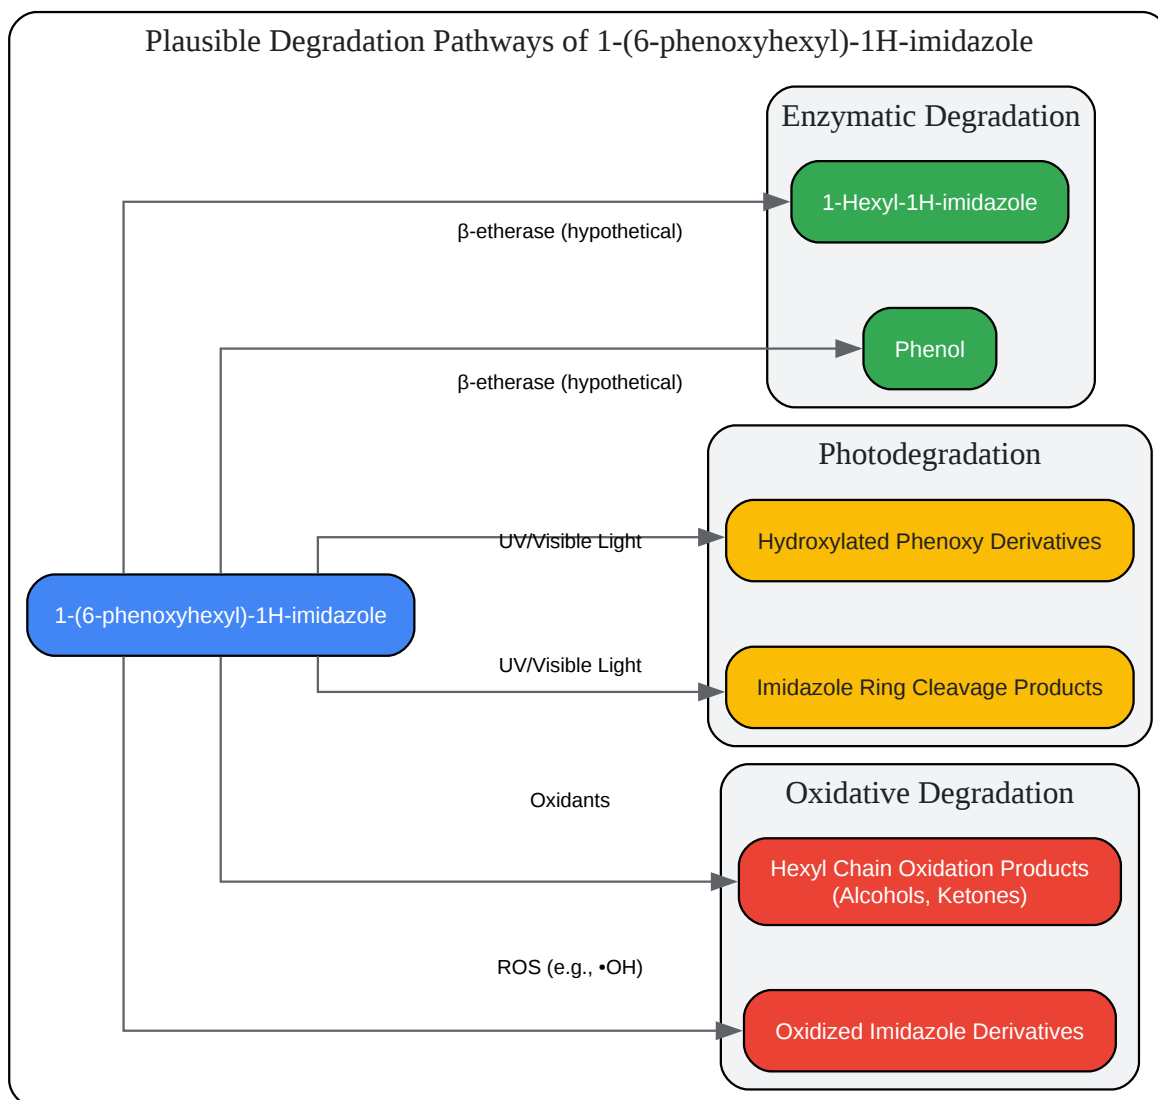 Plausible Degradation Pathways of 1-(6-phenoxyhexyl)-1H-imidazole
Enzymatic Degradation
1-Hexyl-1H-imidazole
β-etherase (hypothetical)
Phenol
β-etherase (hypothetical)
Photodegradation
UV/Visible Light
Hydroxylated Phenoxy Derivatives
1-(6-phenoxyhexyl)-1H-imidazole
UV/Visible Light
Imidazole Ring Cleavage Products
Oxidative Degradation
Oxidants
Hexyl Chain Oxidation Products
(Alcohols, Ketones)
ROS (e.g., •OH)
Oxidized Imidazole Derivatives